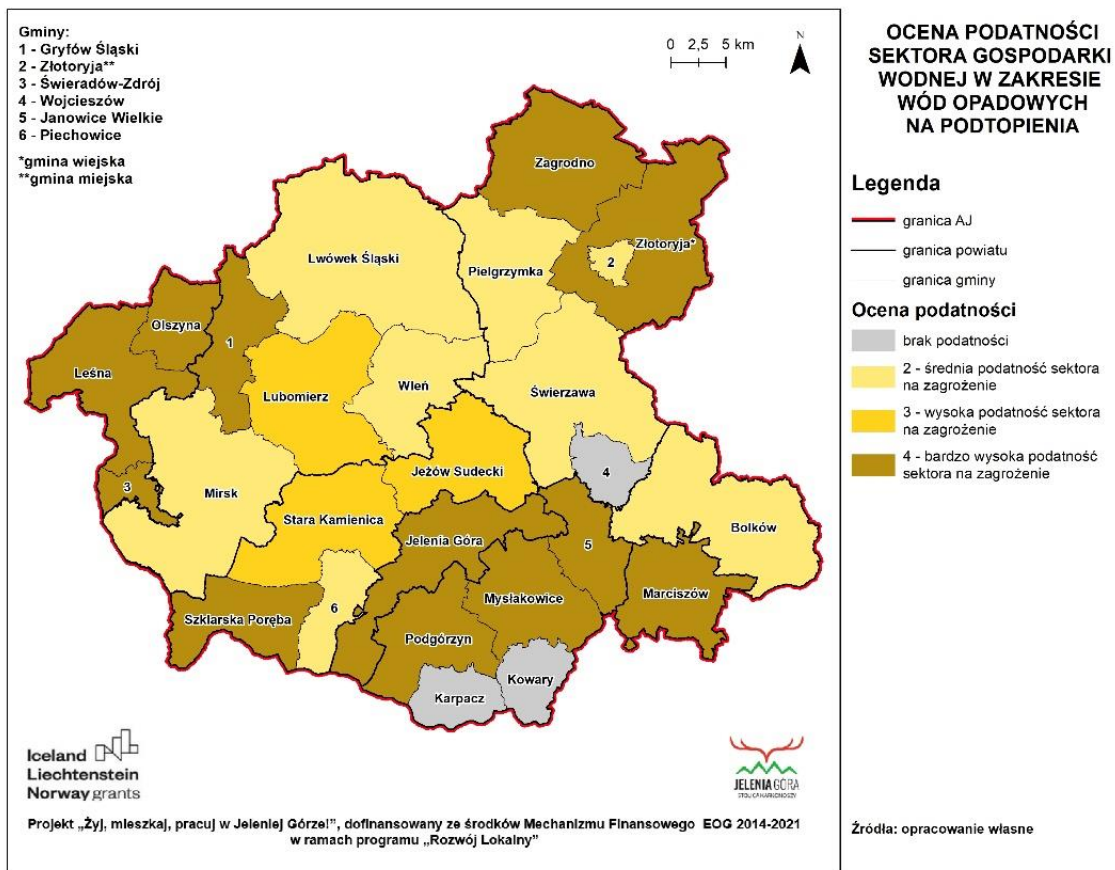 Gminy:
1 - Gryfów Śląski
2 - Złotoryja**
3 - Świeradów-Zdrój
4 - Wojcieszów
5 - Janowice Wielkie
6 - Piechowice
*gmina wiejska
**gmina miejska
0 2,5 5 km
N
Zagrodno
Złotoryja*
2
Lwówek Śląski
Pielgrzymka
Olszyna
1
Leśna
Lubomierz
Wleń
Świerzawa
3
Mirsk
Jeżów Sudecki
4
Stara Kamienica
Bolków
Jelenia Góra
5
Mysłakowice
Marciszów
6
Szklarska Poręba
Podgórzyn
Kowary
Karpacz
Iceland
Liechtenstein
Norway grants
JELENIA GÓRA
STOLICA KARKONOSZY
Projekt „Żyj, mieszkaj, pracuj w Jeleniej Górze!”, dofinansowany ze środków Mechanizmu Finansowego EOG 2014-2021
w ramach programu „Rozwój Lokalny”
OCENA PODATNOŚCI
SEKTORA GOSPODARKI
WODNEJ W ZAKRESIE
WÓD OPADOWYCH
NA PODTOPIENIA
Legenda
granica AJ
granica powiatu
granica gminy
Ocena podatności
brak podatności
2 - średnia podatność sektora
na zagrożenie
3 - wysoka podatność sektora
na zagrożenie
4 - bardzo wysoka podatność
sektora na zagrożenie
Źródła: opracowanie własne